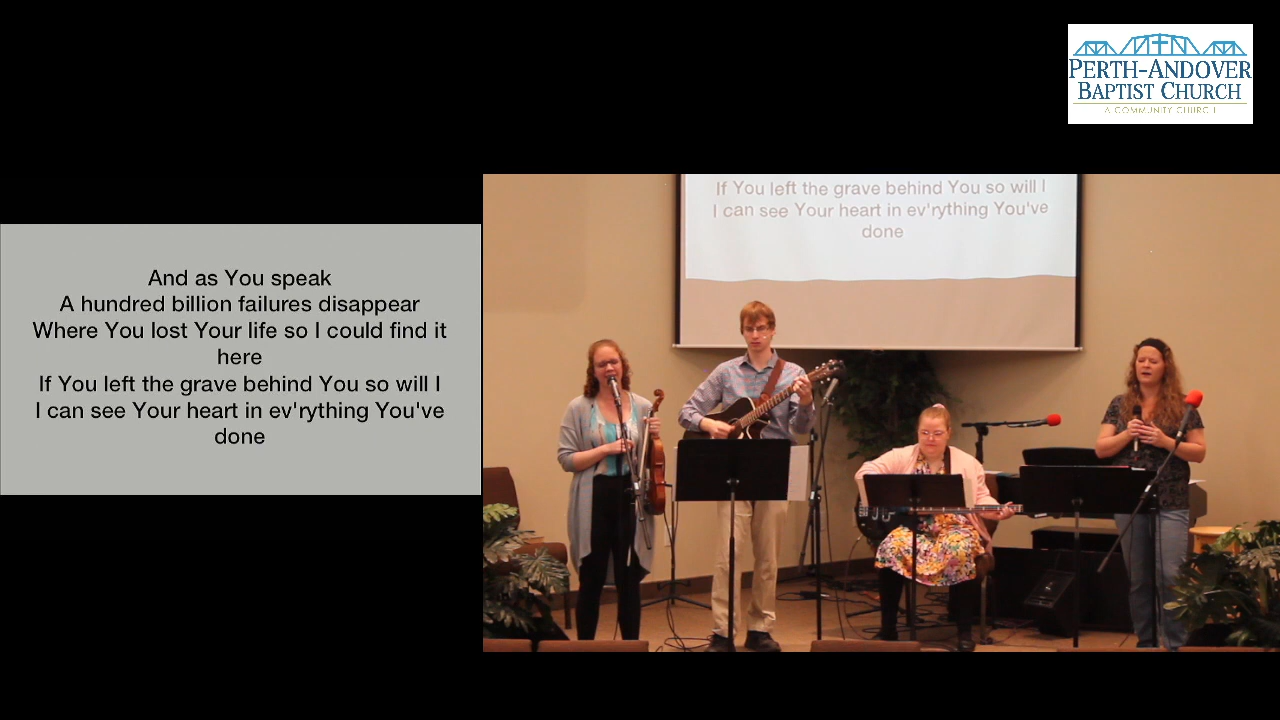 PERTH-ANDOVER
BAPTIST CHURCH
A COMMUNITY CHURCH
And as You speak
A hundred billion failures disappear
Where You lost Your life so I could find it
here
If You left the grave behind You so will I
I can see Your heart in ev'rything You've
done
If You left the grave behind You so will I
I can see Your heart in ev'rything You've
done